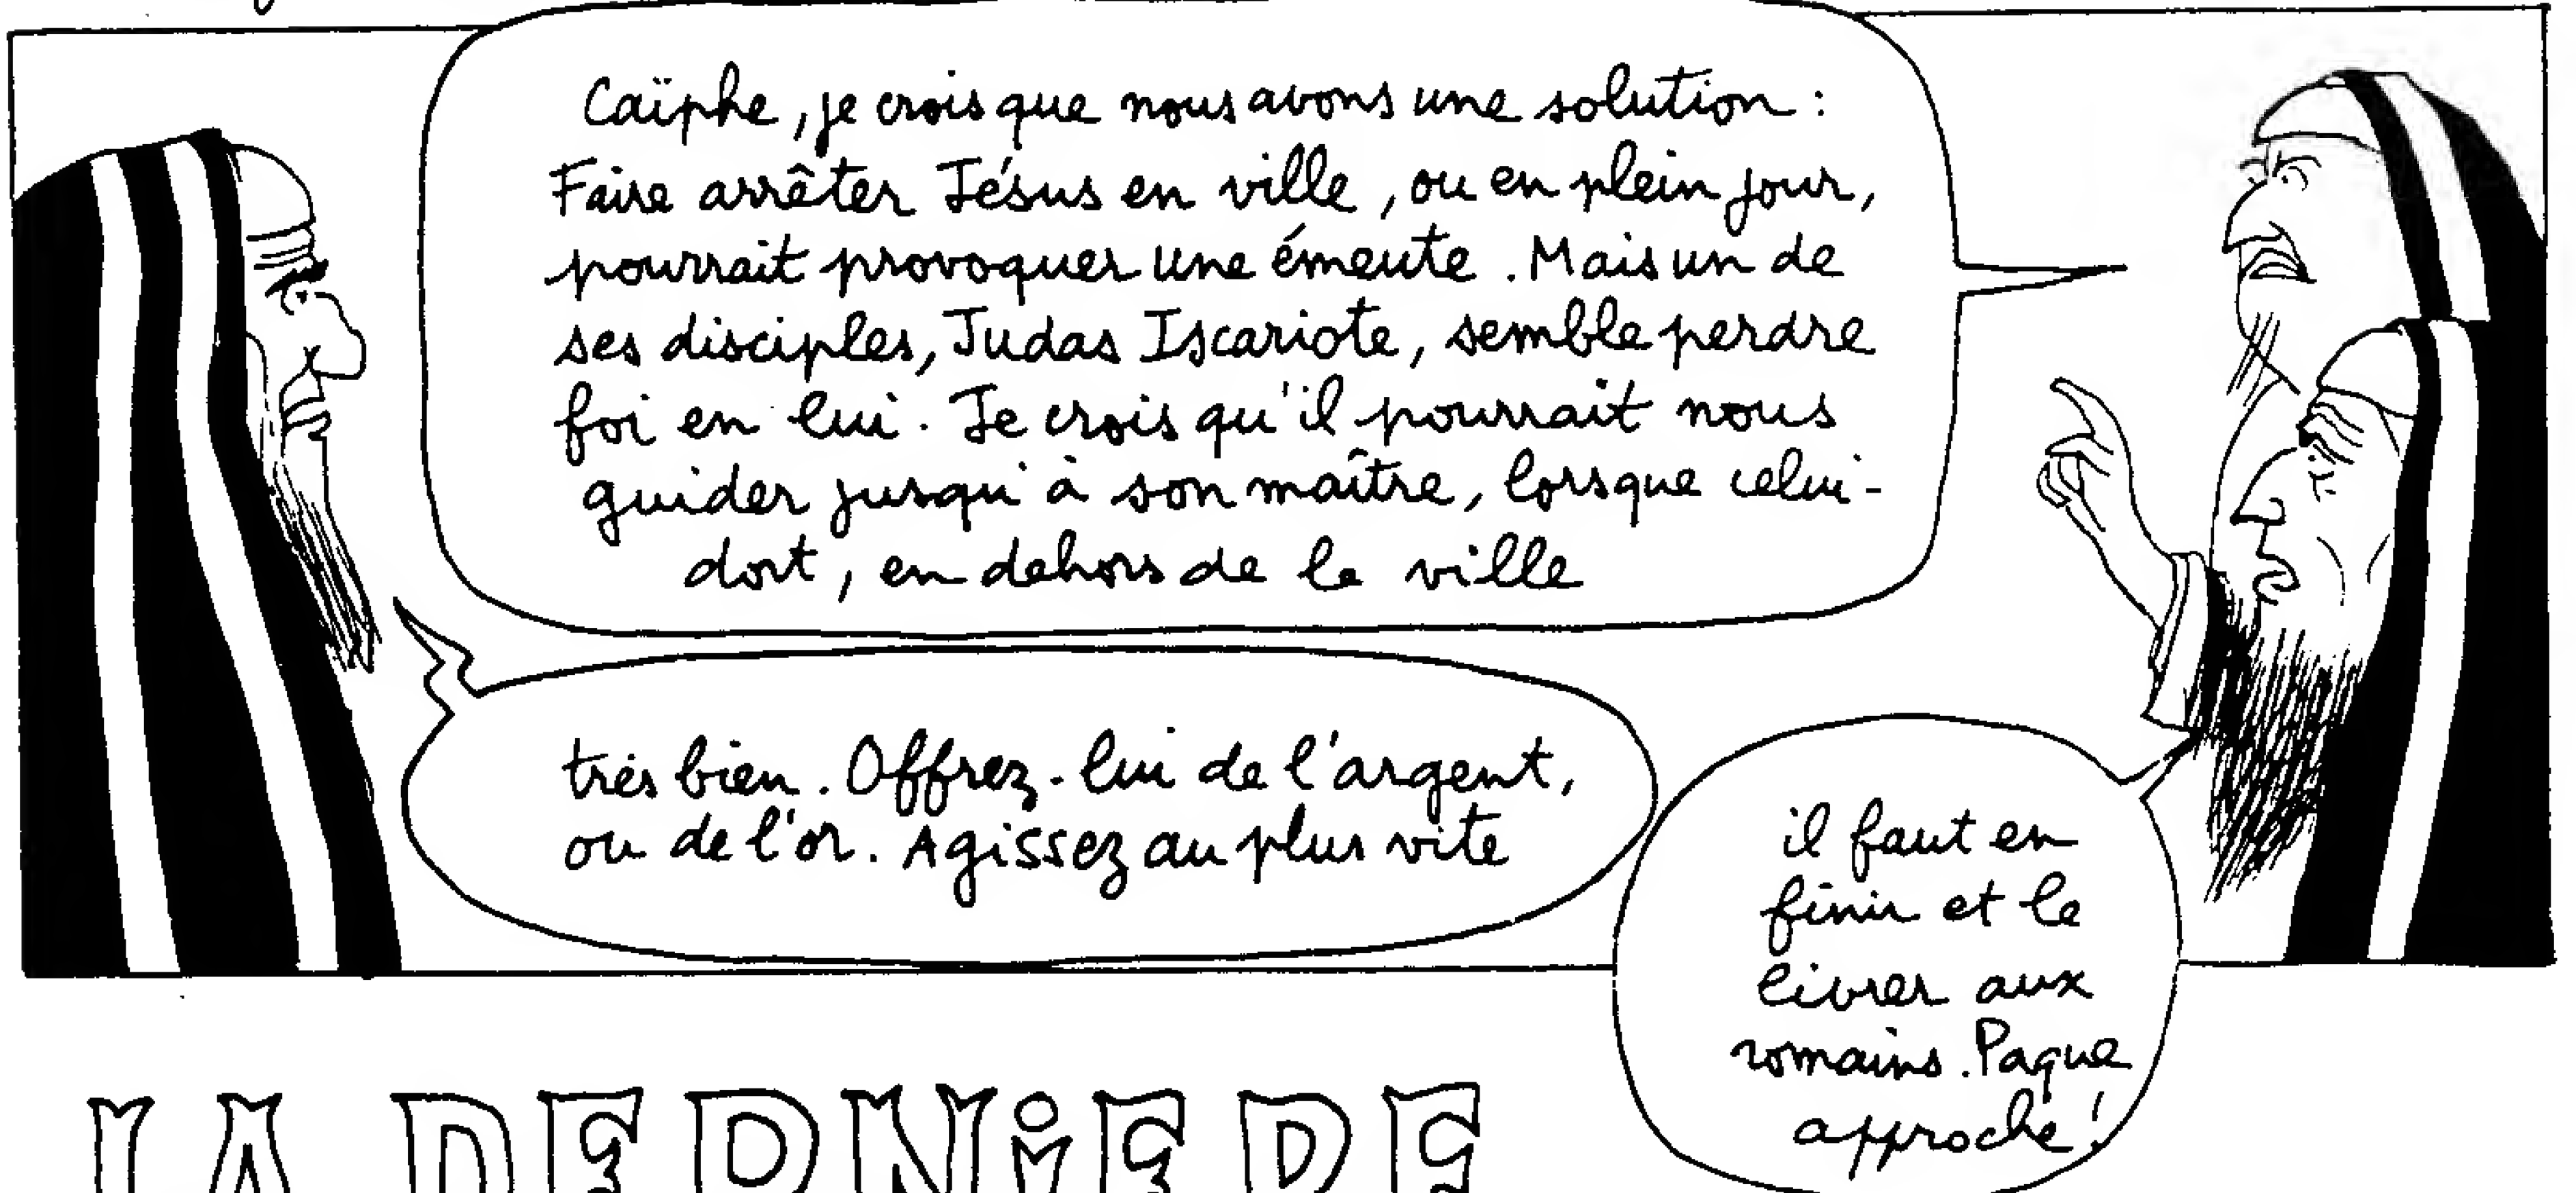 Caïphe, je crois que nous avons une solution :
Faire arrêter Jésus en ville, ou en plein jour,
pourrait provoquer une émeute. Mais un de
ses disciples, Judas Iscariote, semble perdre
foi en lui. Je crois qu'il pourrait nous
guider jusqu'à son maître, lorsque celui-
dort, en dehors de la ville
très bien. Offrez-lui de l'argent,
ou de l'or. Agissez au plus vite
il faut en
finir et le
livrer aux
romains. Paque
approche !
LA DERNiERE